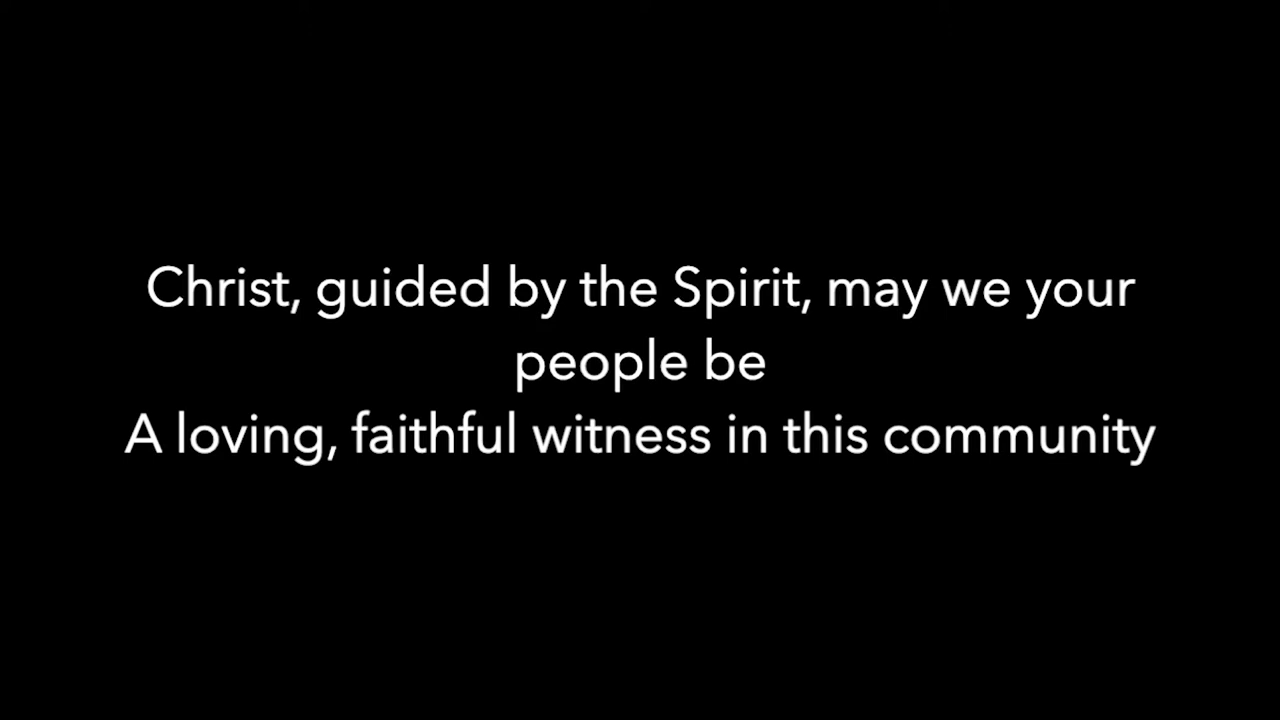 Christ, guided by the Spirit, may we your
people be
A loving, faithful witness in this community